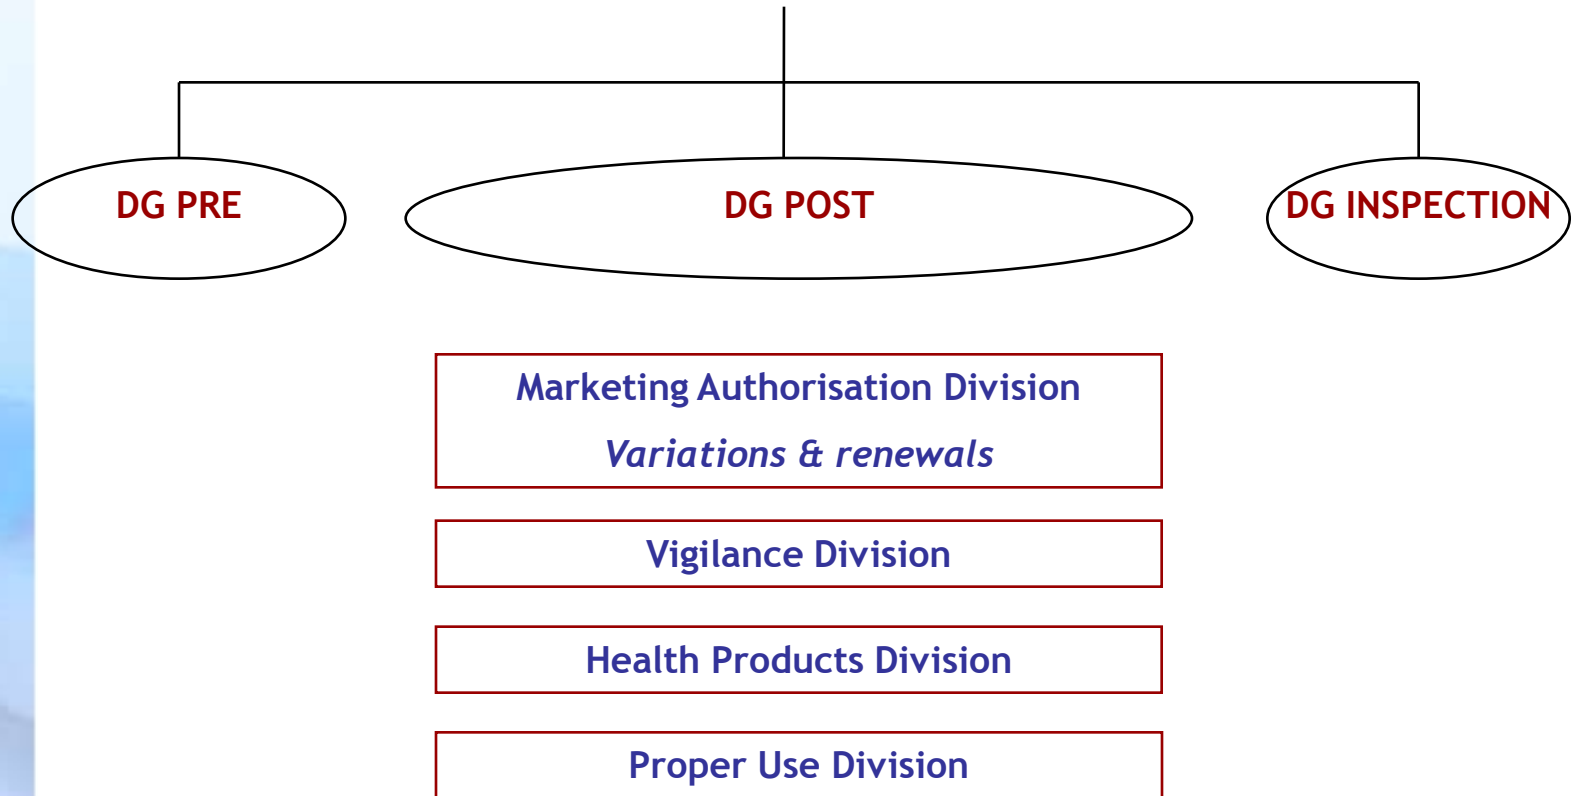 DG PRE
DG POST
DG INSPECTION
Marketing Authorisation Division
Variations & renewals
Vigilance Division
Health Products Division
Proper Use Division